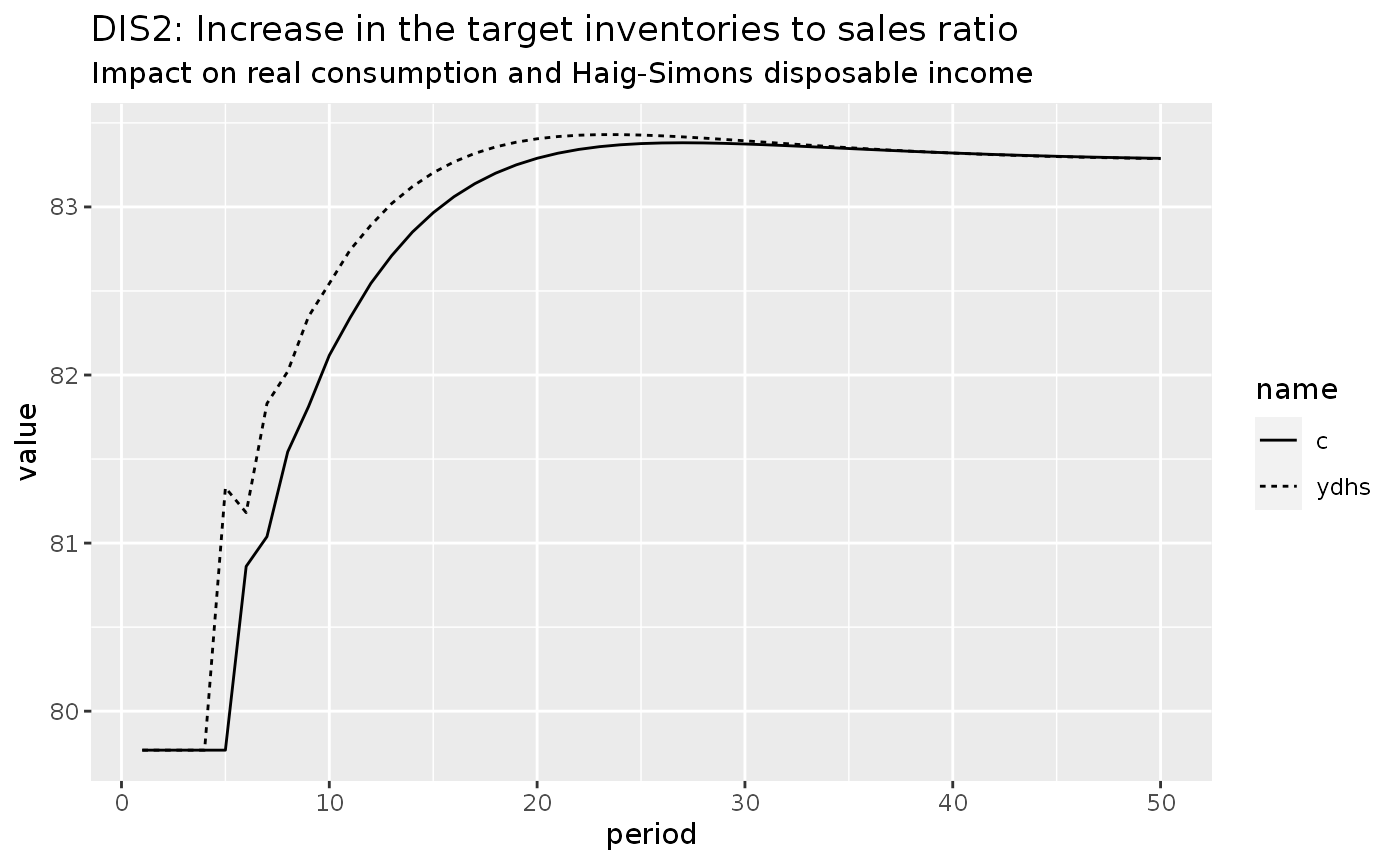 DIS2: Increase in the target inventories to sales ratio
Impact on real consumption and Haig-Simons disposable income
83
82
81
80
value
0 10 20 30 40 50
period
name
c
ydhs